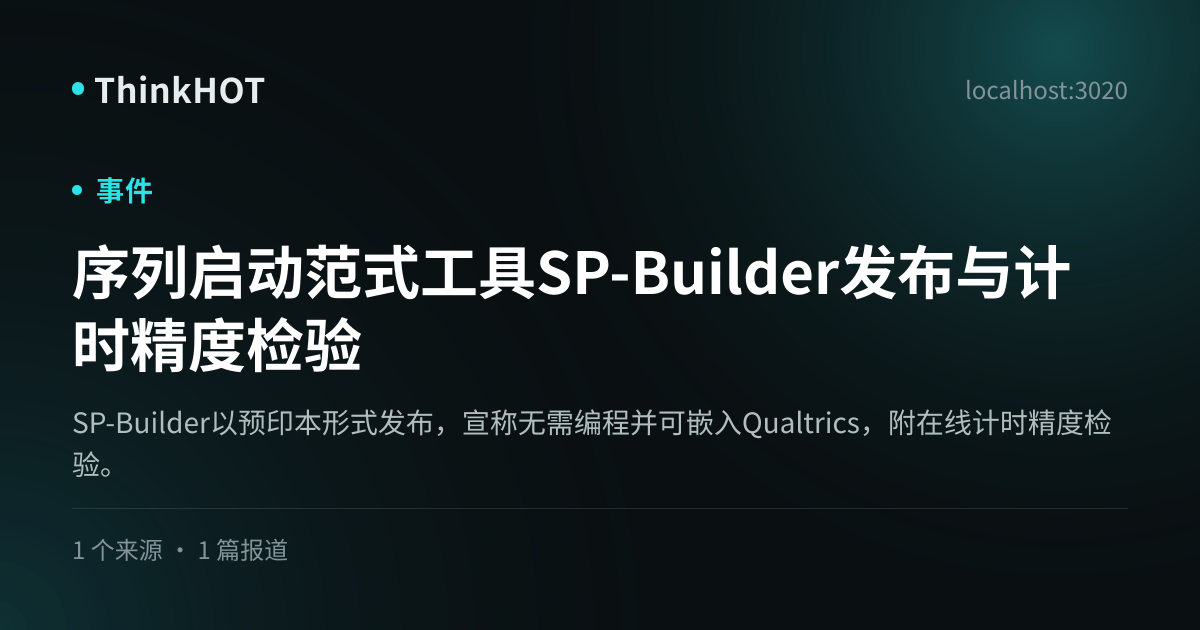 ThinkHOT
localhost:3020
事件
序列启动范式工具SP-Builder发布与计
时精度检验
SP-Builder以预印本形式发布，宣称无需编程并可嵌入Qualtrics，附在线计时精度检
验。
1 个来源 · 1 篇报道